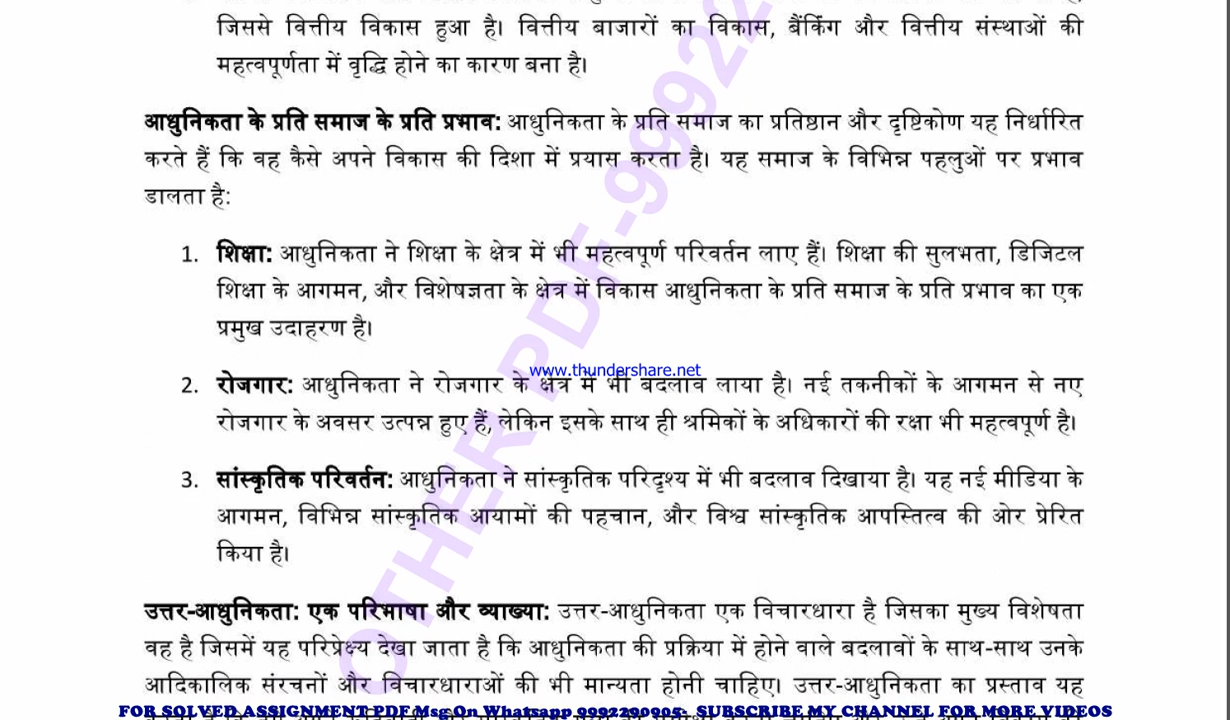 जिससे वित्तीय विकास हुआ है। वित्तीय बाजारों का विकास, बैंकिंग और वित्तीय संस्थाओं की
महत्वपूर्णता में वृद्धि होने का कारण बना है।
आधुनिकता के प्रति समाज के प्रति प्रभाव: आधुनिकता के प्रति समाज का प्रतिष्ठान और दृष्टिकोण यह निर्धारित
करते हैं कि वह कैसे अपने विकास की दिशा में प्रयास करता है। यह समाज के विभिन्न पहलुओं पर प्रभाव
डालता है:
1. शिक्षा: आधुनिकता ने शिक्षा के क्षेत्र में भी महत्वपूर्ण परिवर्तन लाए हैं। शिक्षा की सुलभता, डिजिटल
शिक्षा के आगमन, और विशेषज्ञता के क्षेत्र में विकास आधुनिकता के प्रति समाज के प्रति प्रभाव का एक
प्रमुख उदाहरण है।
www.thundershare.net
2. रोजगार: आधुनिकता ने रोजगार के क्षेत्र में भी बदलाव लाया है। नई तकनीकों के आगमन से नए
रोजगार के अवसर उत्पन्न हुए हैं, लेकिन इसके साथ ही श्रमिकों के अधिकारों की रक्षा भी महत्वपूर्ण है।
3. सांस्कृतिक परिवर्तन: आधुनिकता ने सांस्कृतिक परिदृश्य में भी बदलाव दिखाया है। यह नई मीडिया के
आगमन, विभिन्न सांस्कृतिक आयामों की पहचान, और विश्व सांस्कृतिक आपस्तित्व की ओर प्रेरित
किया है।
उत्तर-आधुनिकता: एक परिभाषा और व्याख्या: उत्तर-आधुनिकता एक विचारधारा है जिसका मुख्य विशेषता
वह है जिसमें यह परिप्रेक्ष्य देखा जाता है कि आधुनिकता की प्रक्रिया में होने वाले बदलावों के साथ-साथ उनके
आदिकालिक संरचनों और विचारधाराओं की भी मान्यता होनी चाहिए। उत्तर-आधुनिकता का प्रस्ताव यह
FOR SOLVED ASSIGNMENT PDF Msg On Whatsapp 9992290905- SUBSCRIBE MY CHANNEL FOR MORE VIDEOS
OTHER PDF-99922